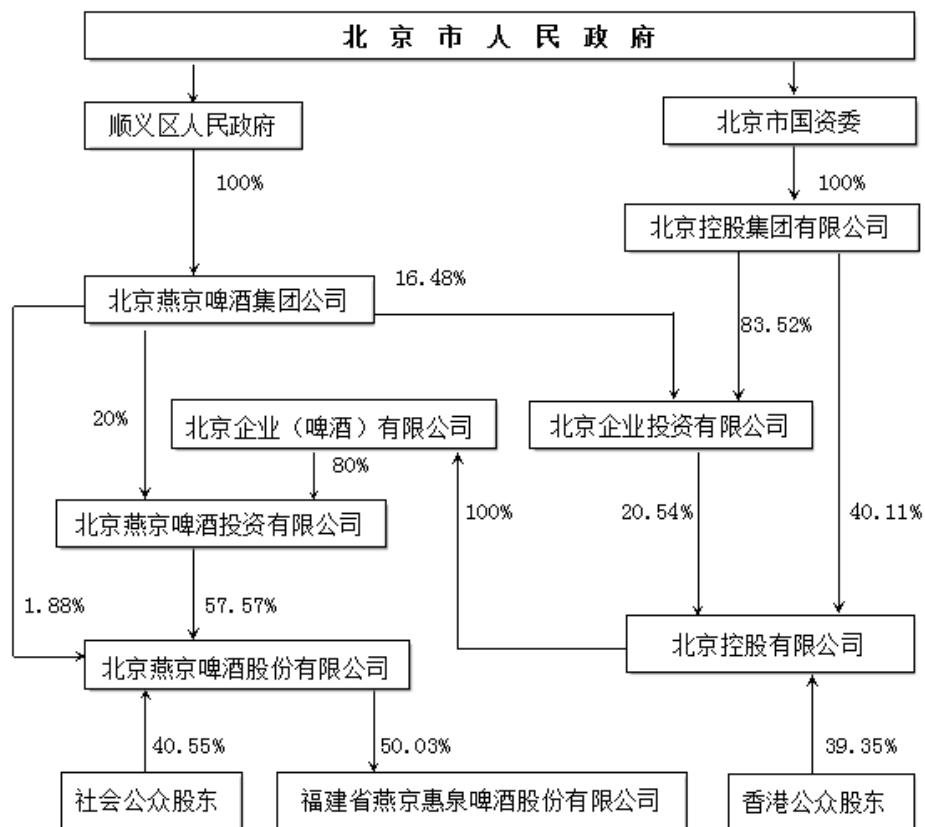 北京市人民政府
顺义区人民政府
北京市国资委
100%
100%
北京控股集团有限公司
16.48%
北京燕京啤酒集团公司
83.52%
20%
北京企业（啤酒）有限公司
北京企业投资有限公司
80%
北京燕京啤酒投资有限公司
100%
20.54%
40.11%
1.88%
57.57%
北京控股有限公司
北京燕京啤酒股份有限公司
40.55%
50.03%
39.35%
社会公众股东
福建省燕京惠泉啤酒股份有限公司
香港公众股东